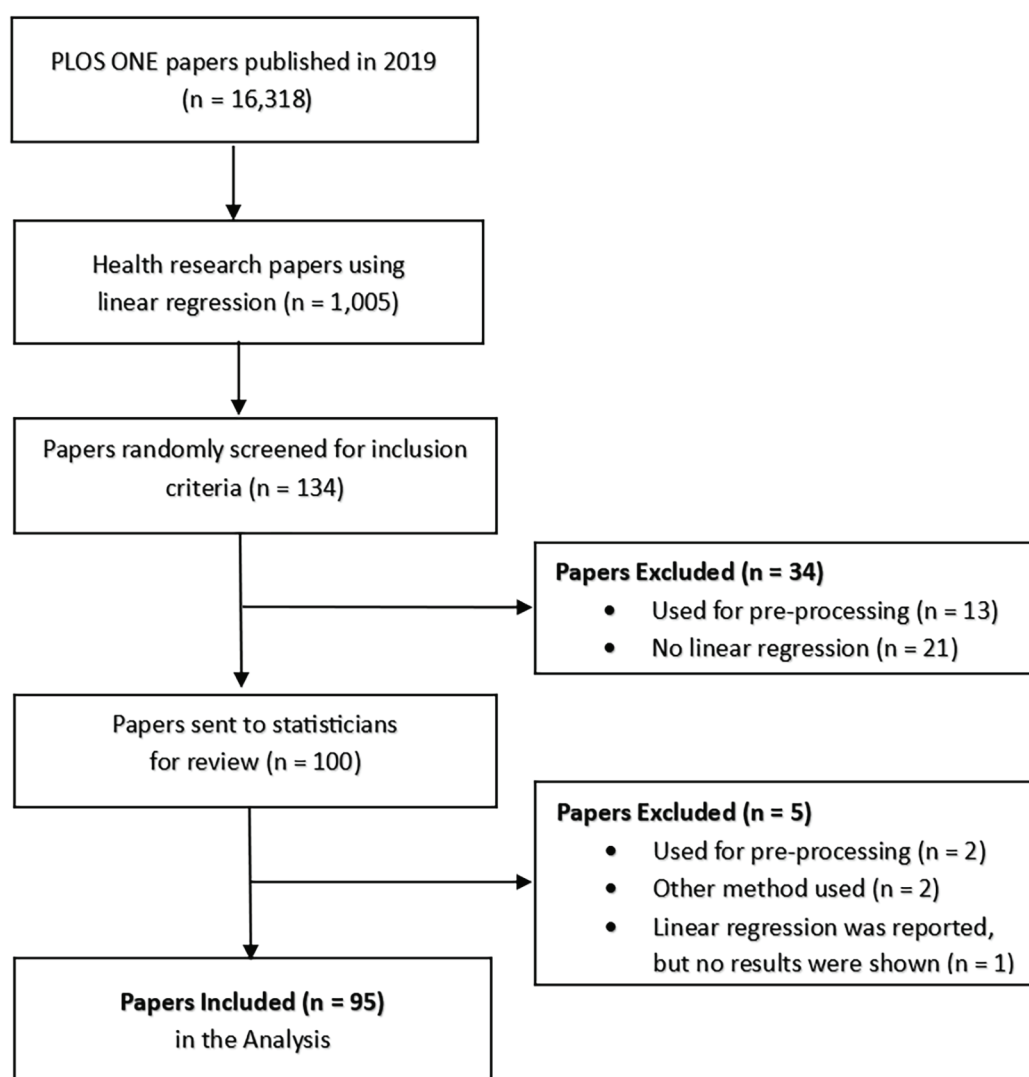 PLOS ONE papers published in 2019
(n = 16,318)
Health research papers using
linear regression (n = 1,005)
Papers randomly screened for inclusion
criteria (n = 134)
Papers Excluded (n = 34)
• Used for pre-processing (n = 13)
• No linear regression (n = 21)
Papers sent to statisticians
for review (n = 100)
Papers Excluded (n = 5)
• Used for pre-processing (n = 2)
• Other method used (n = 2)
• Linear regression was reported,
but no results were shown (n = 1)
Papers Included (n = 95)
in the Analysis